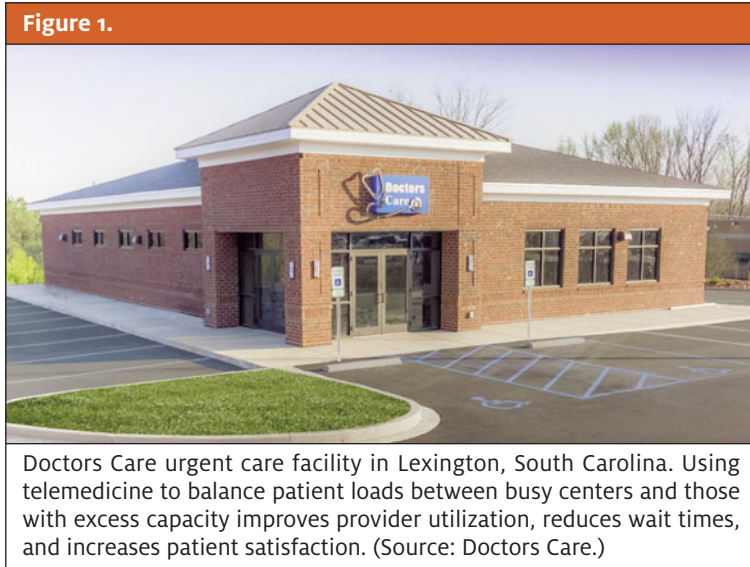 Figure 1.
Doctors
Care
Doctors Care urgent care facility in Lexington, South Carolina. Using
telemedicine to balance patient loads between busy centers and those
with excess capacity improves provider utilization, reduces wait times,
and increases patient satisfaction. (Source: Doctors Care.)